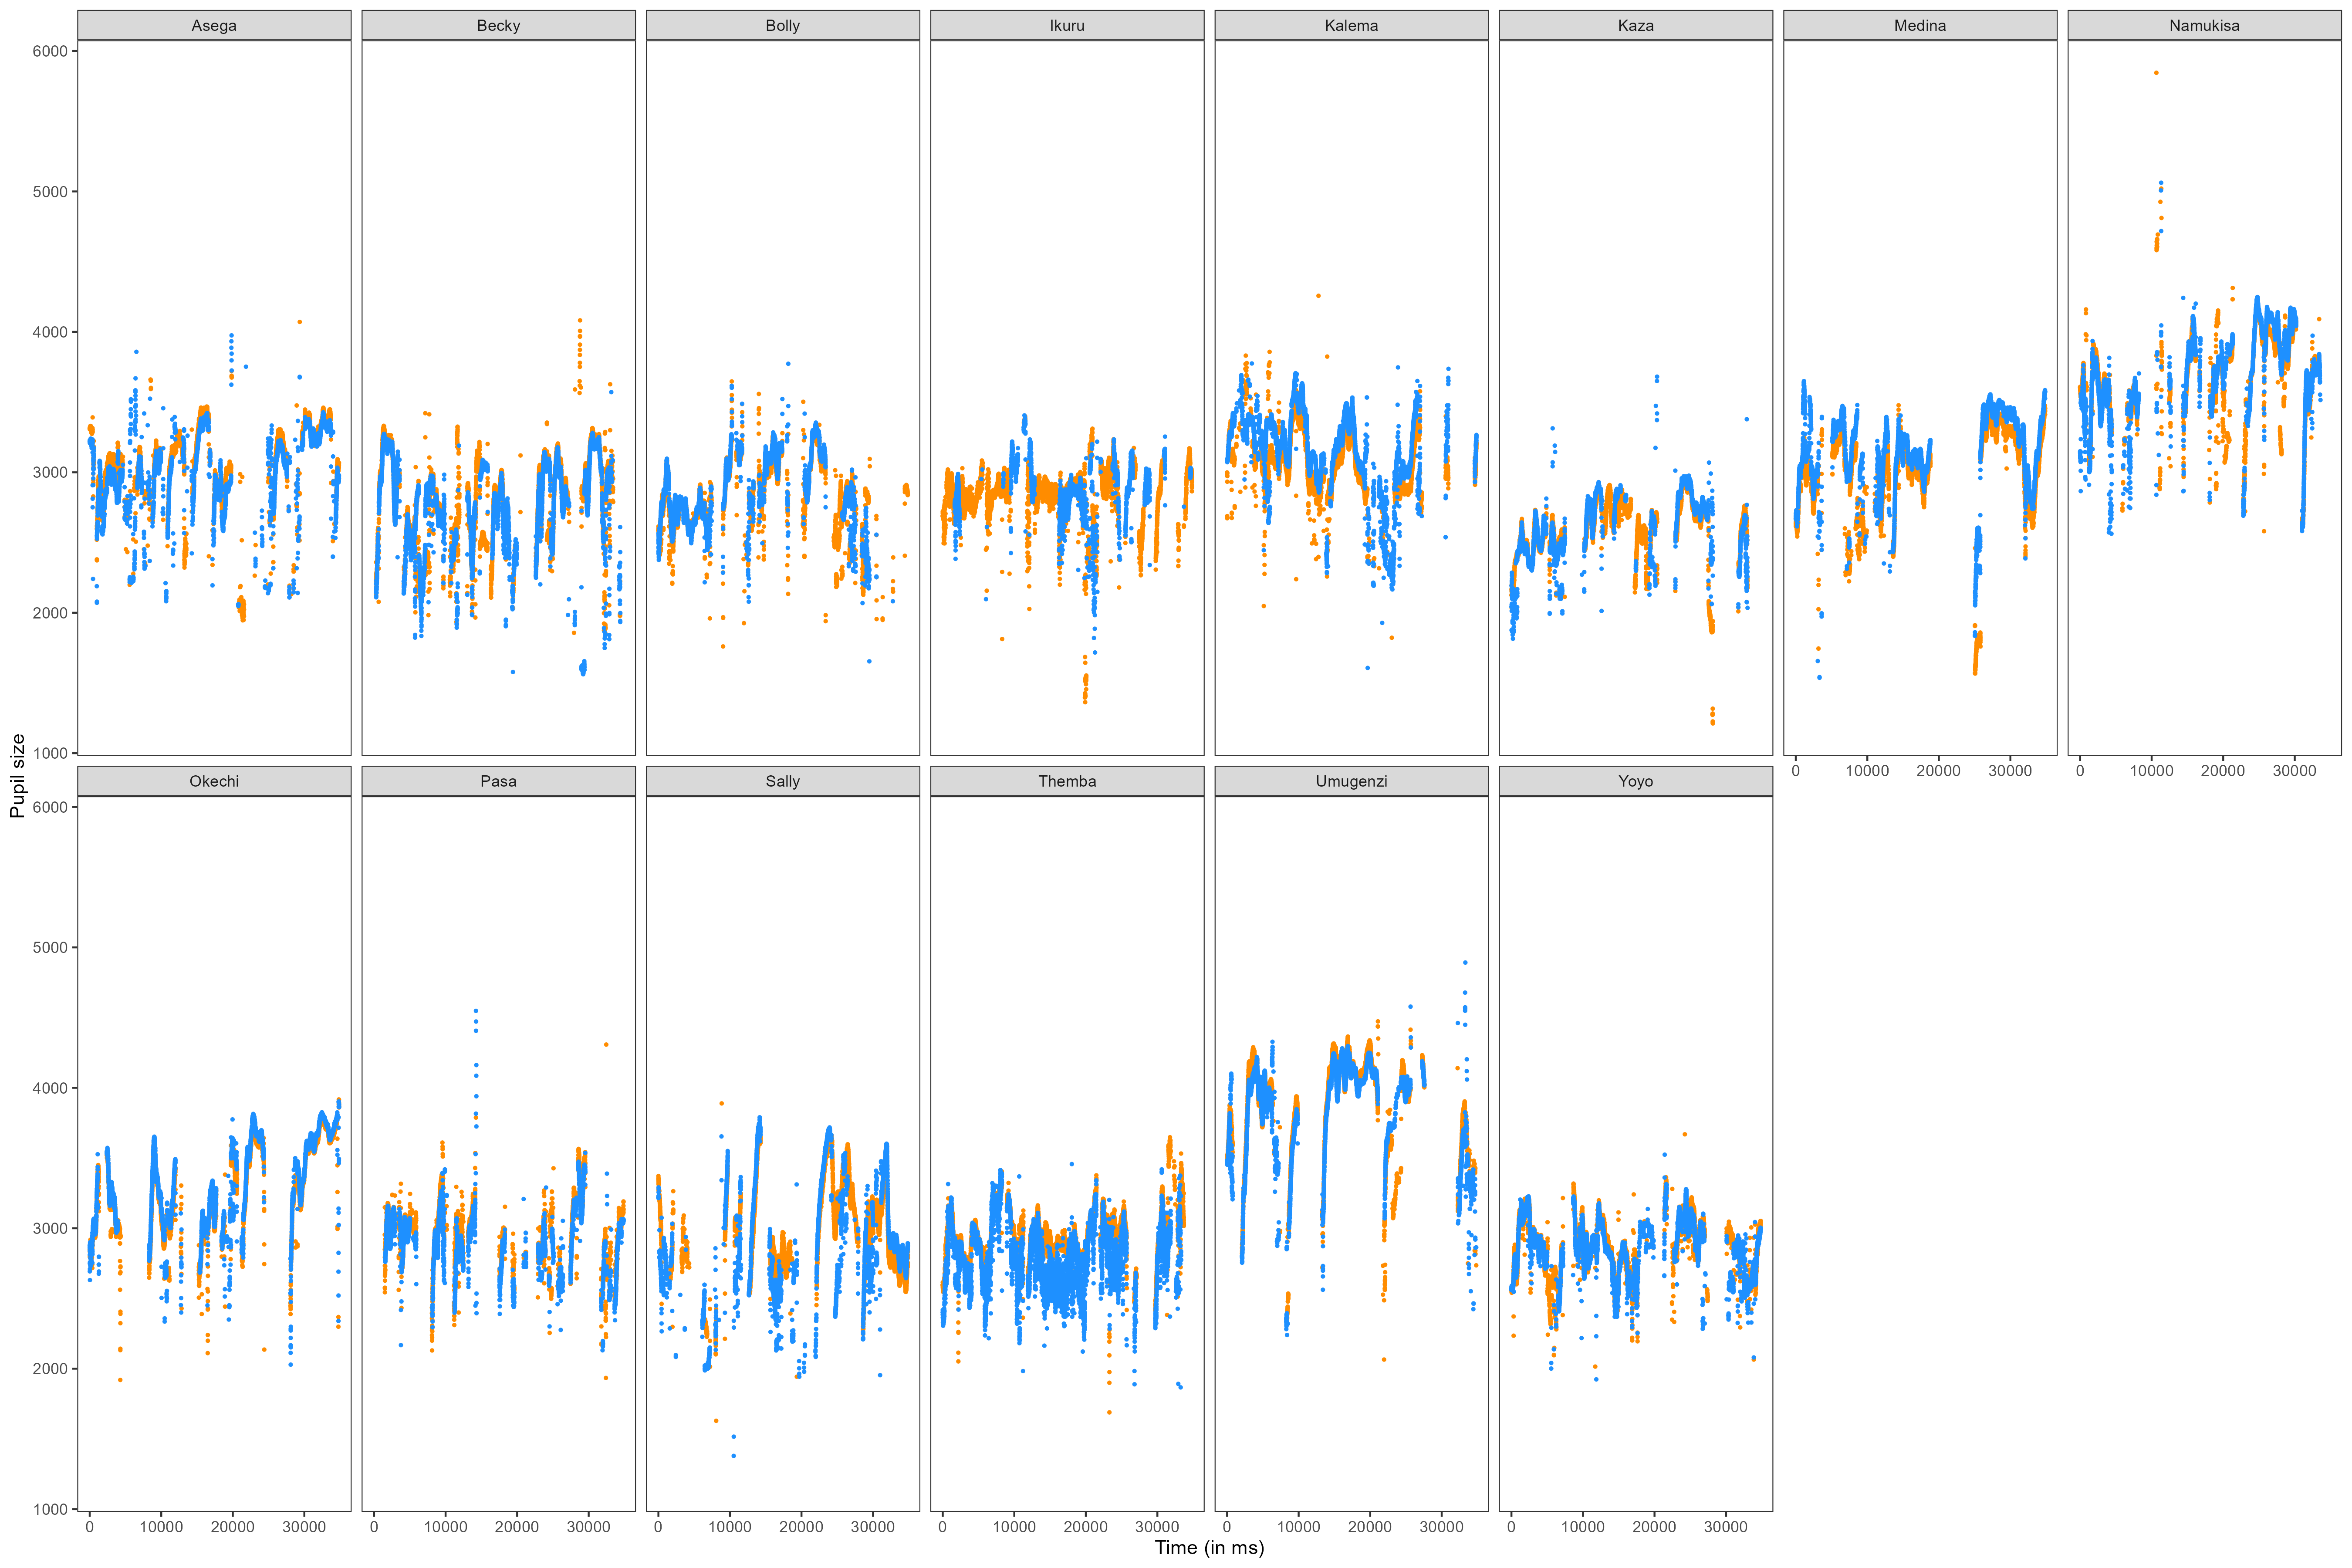 Asega Becky Bolly Ikuru Kalema Kaza Medina Namukisa
6000
5000
4000
3000
2000
1000
0 10000 20000 30000 0 10000 20000 30000
Pupil size
Okechi Pasa Sally Themba Umugenzi Yoyo
6000
5000
4000
3000
2000
1000
0 10000 20000 30000 0 10000 20000 30000 0 10000 20000 30000 0 10000 20000 30000 0 10000 20000 30000 0 10000 20000 30000
Time (in ms)